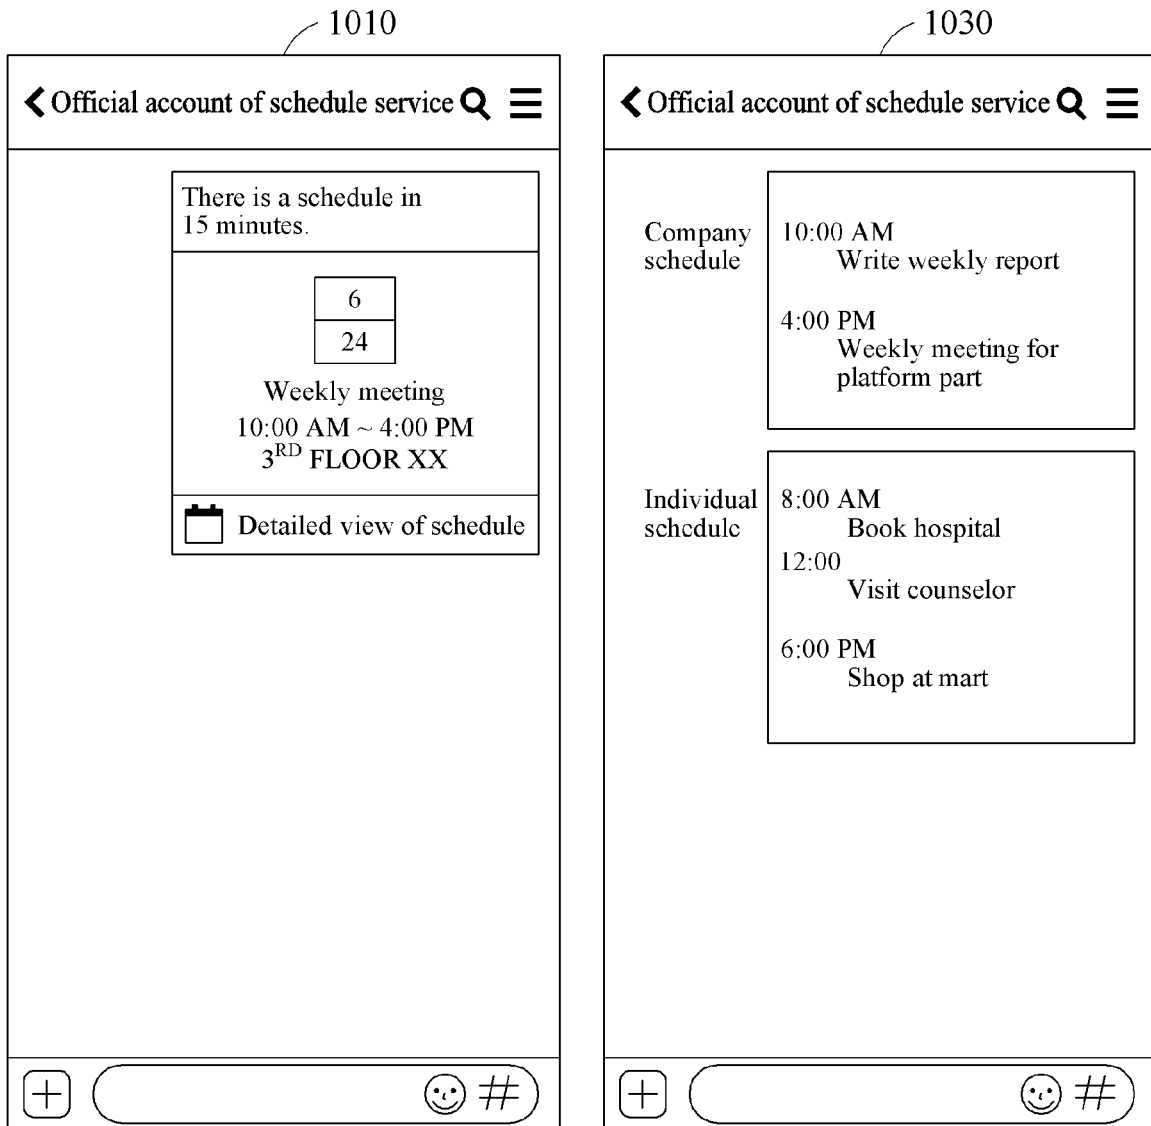 1010
Official account of schedule service
There is a schedule in
15 minutes.
6
24
Weekly meeting
10:00 AM ~ 4:00 PM
3RD FLOOR XX
Detailed view of schedule
#
1030
Official account of schedule service
Company
schedule
10:00 AM
Write weekly report
4:00 PM
Weekly meeting for
platform part
Individual
schedule
8:00 AM
Book hospital
12:00
Visit counselor
6:00 PM
Shop at mart
#